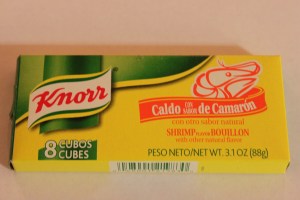 Knorr
Caldo CON SABOR de Camarón
con otro sabor natural
SHRIMP FLAVOR BOUILLON
with other natural flavor
8 CUBOS
CUBES
PESO NETO/NET WT. 3.1 OZ (88g)